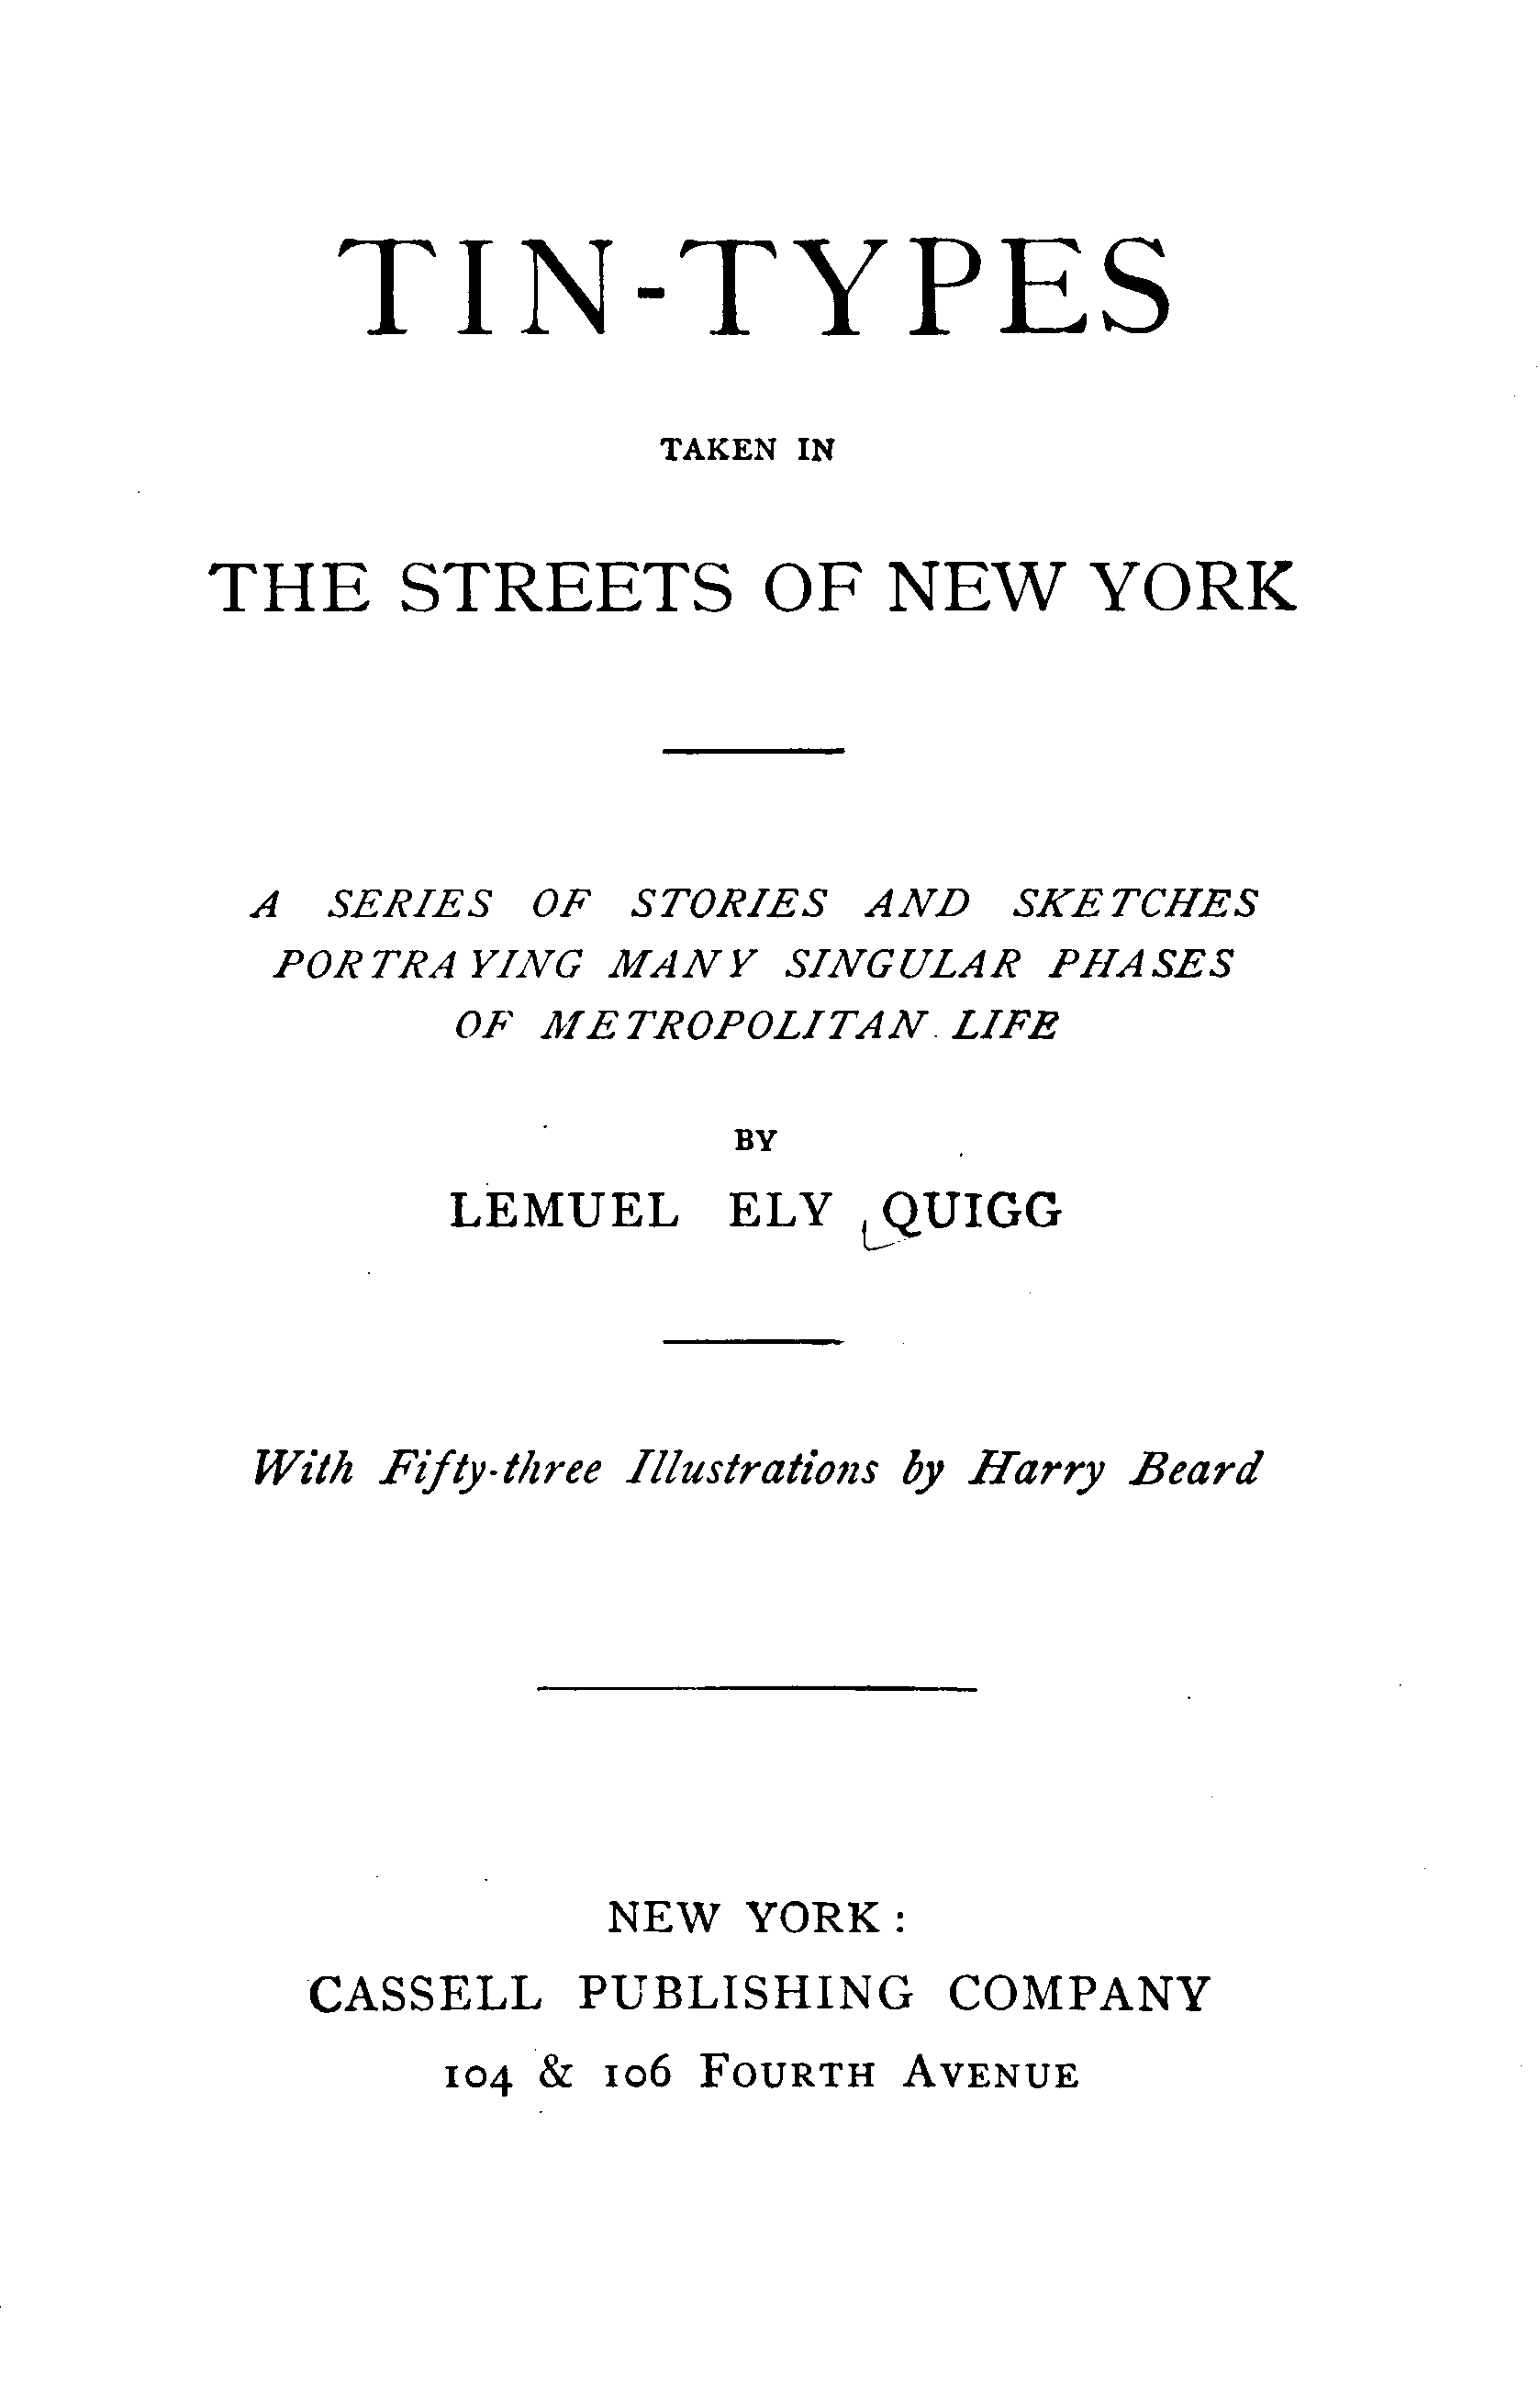 TIN-TYPES
TAKEN IN
THE STREETS OF NEW YORK
A SERIES OF STORIES AND SKETCHES
PORTRAYING MANY SINGULAR PHASES
OF METROPOLITAN LIFE
BY
LEMUEL ELY QUIGG
With Fifty-three Illustrations by Harry Beard
NEW YORK:
CASSELL PUBLISHING COMPANY
104 & 106 FOURTH AVENUE